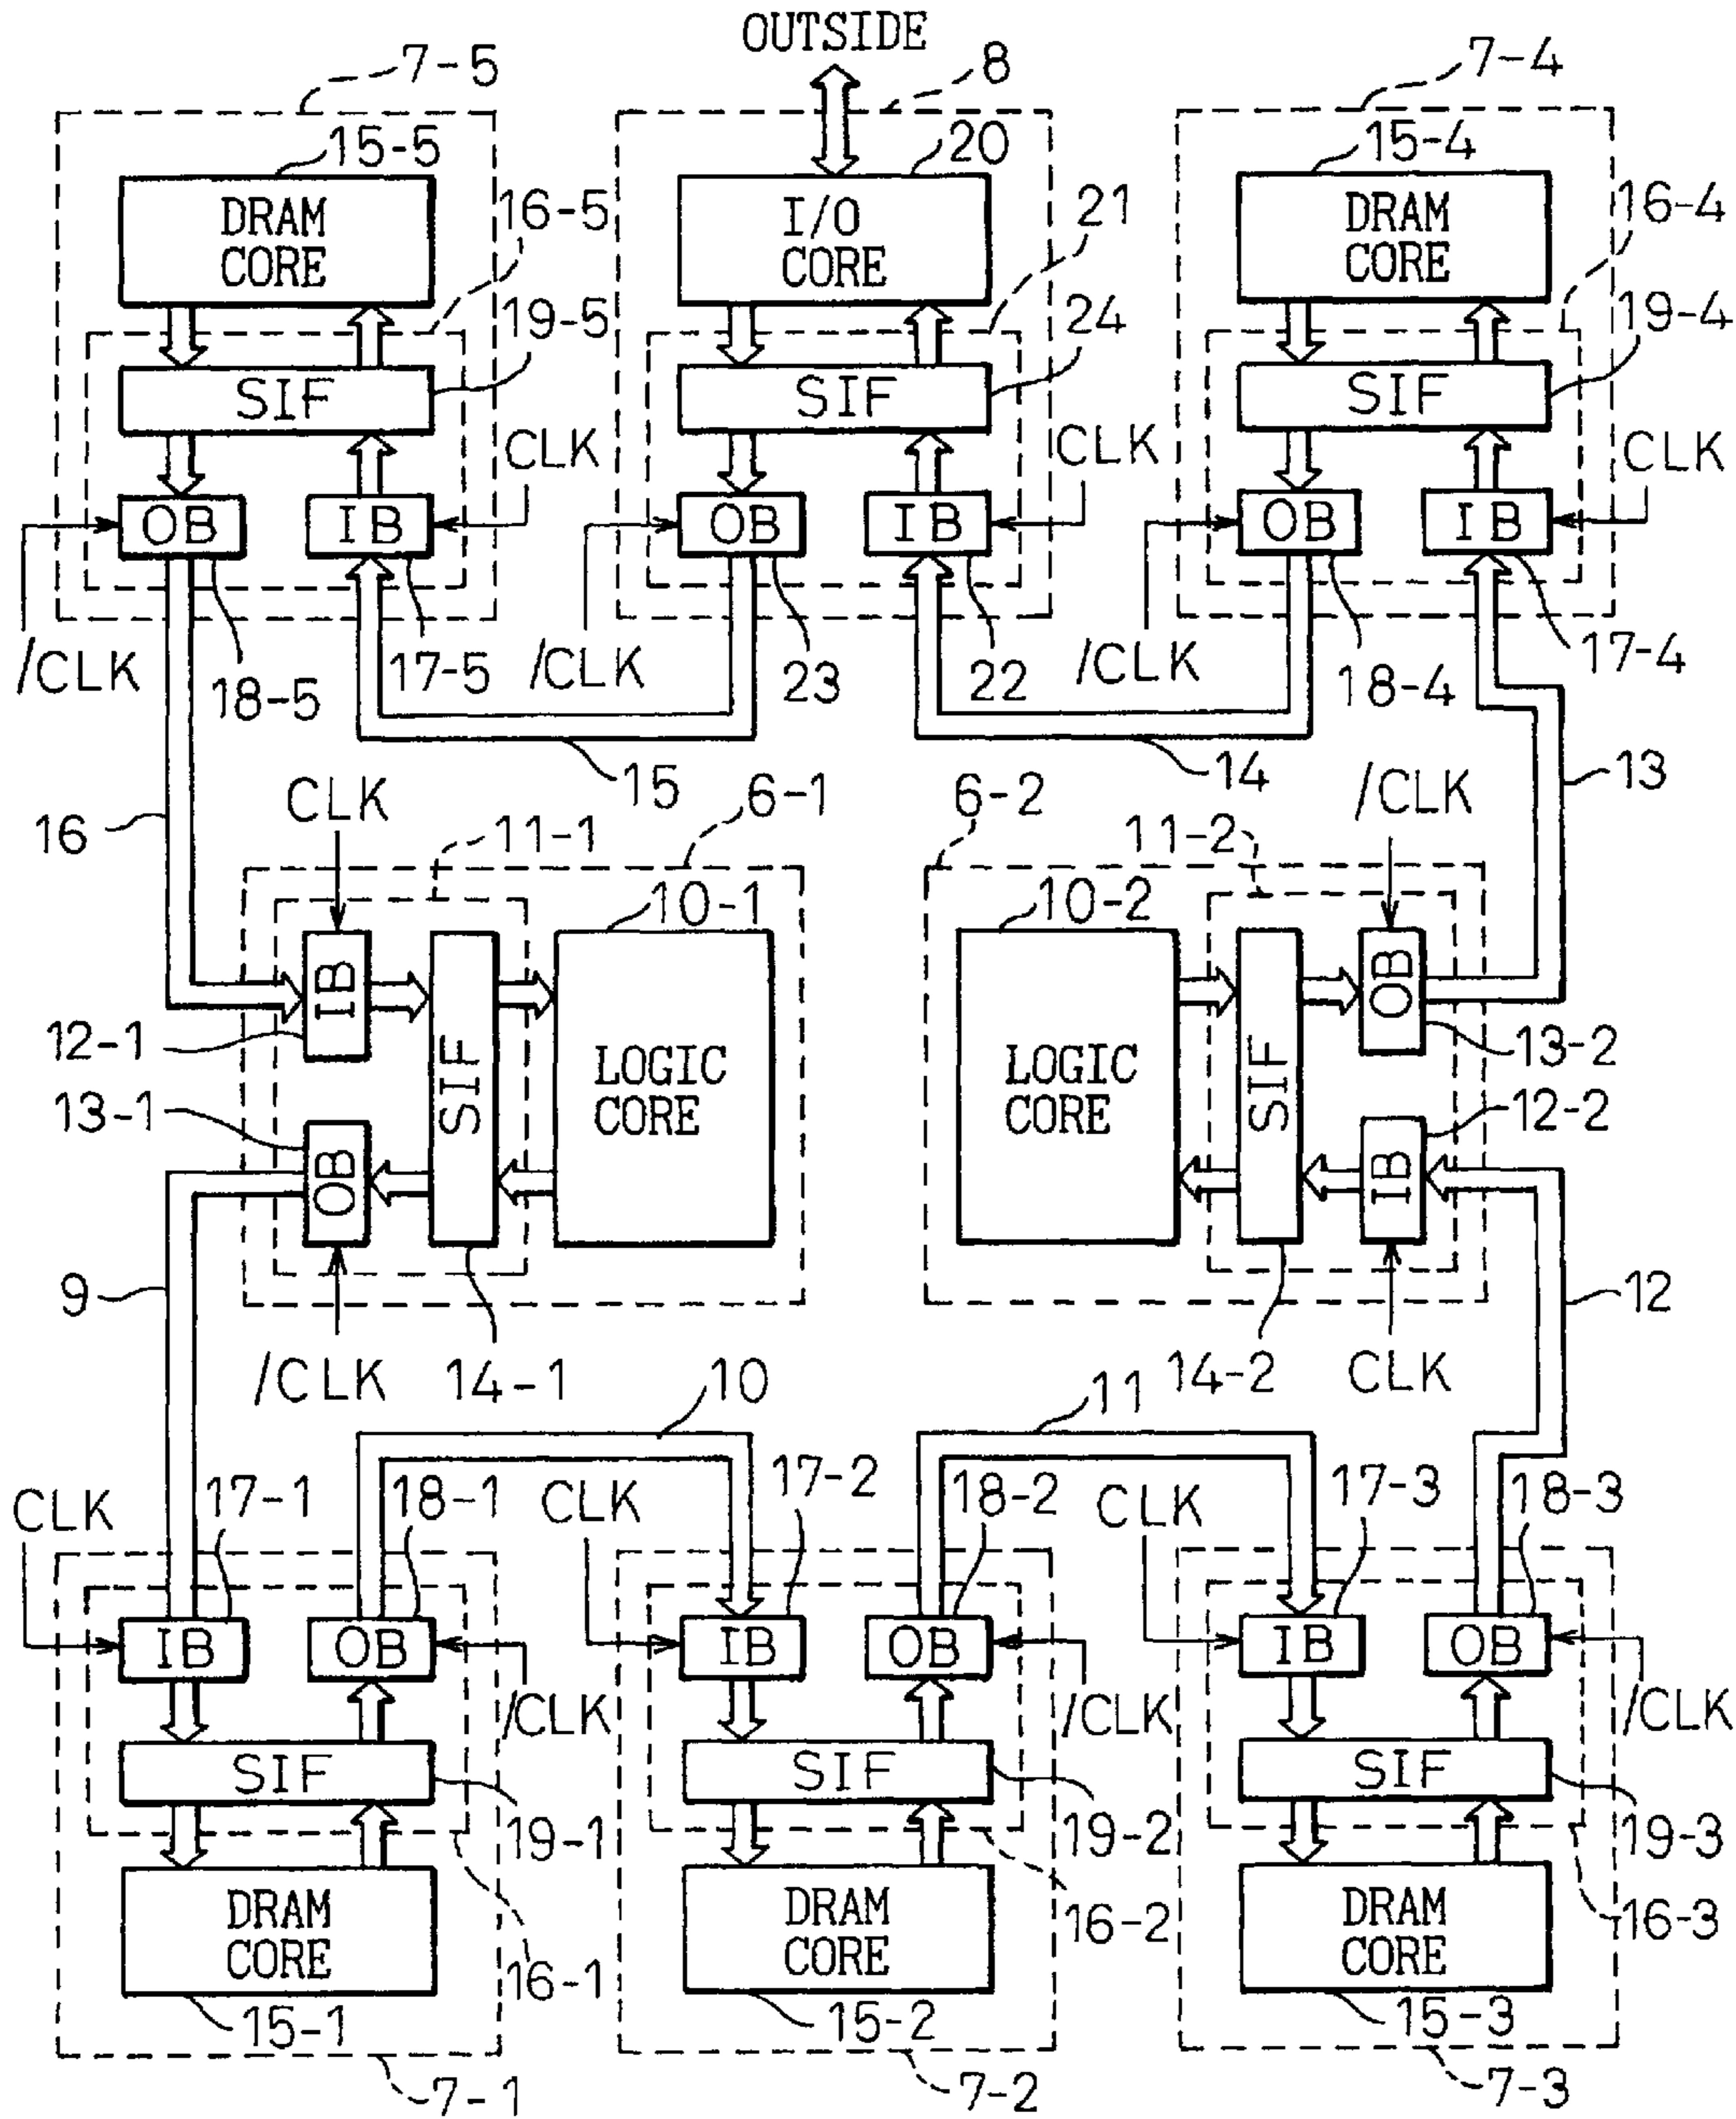 OUTSIDE
7-5
8
7-4
15-5
20
15-4
DRAM
CORE
16-5
I/O
CORE
21
DRAM
CORE
16-4
19-5
24
19-4
SIF
SIF
SIF
CLK
CLK
CLK
OB
IB
OB
IB
OB
IB
/CLK
18-5
17-5
/CLK
23
22
/CLK
18-4
17-4
15
14
13
16
CLK
6-1
6-2
/CLK
11-1
11-2
10-1
10-2
IB
OB
12-1
SIF
LOGIC
CORE
LOGIC
CORE
SIF
13-2
13-1
12-2
OB
IB
9
12
/CLK
14-1
14-2
CLK
10
11
CLK
17-1
18-1
CLK
17-2
18-2
CLK
17-3
18-3
IB
OB
IB
OB
IB
OB
/CLK
/CLK
/CLK
SIF
SIF
SIF
19-1
19-2
19-3
DRAM
CORE
16-1
DRAM
CORE
16-2
DRAM
CORE
16-3
15-1
15-2
15-3
7-1
7-2
7-3